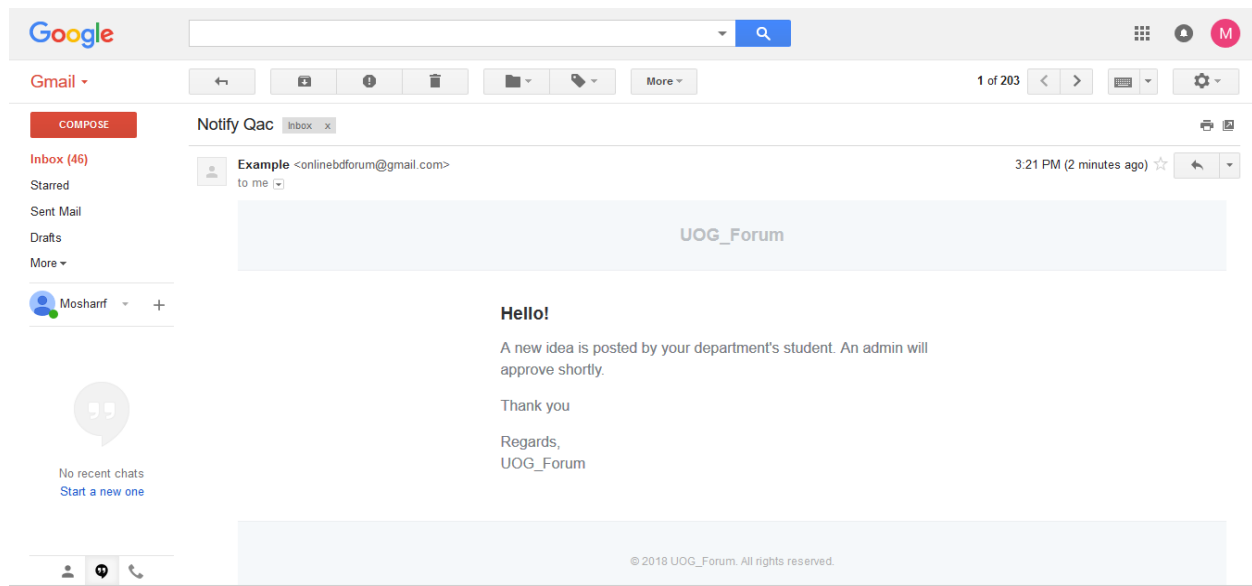 Google
M
Gmail
More
1 of 203
COMPOSE
Notify Qac Inbox x
Inbox (46)
Example <onlinebdforum@gmail.com>
3:21 PM (2 minutes ago)
to me
Starred
Sent Mail
Drafts
More
Mosharrf
UOG_Forum
Hello!
A new idea is posted by your department's student. An admin will
approve shortly.
Thank you
Regards,
UOG_Forum
No recent chats
Start a new one
© 2018 UOG_Forum. All rights reserved.